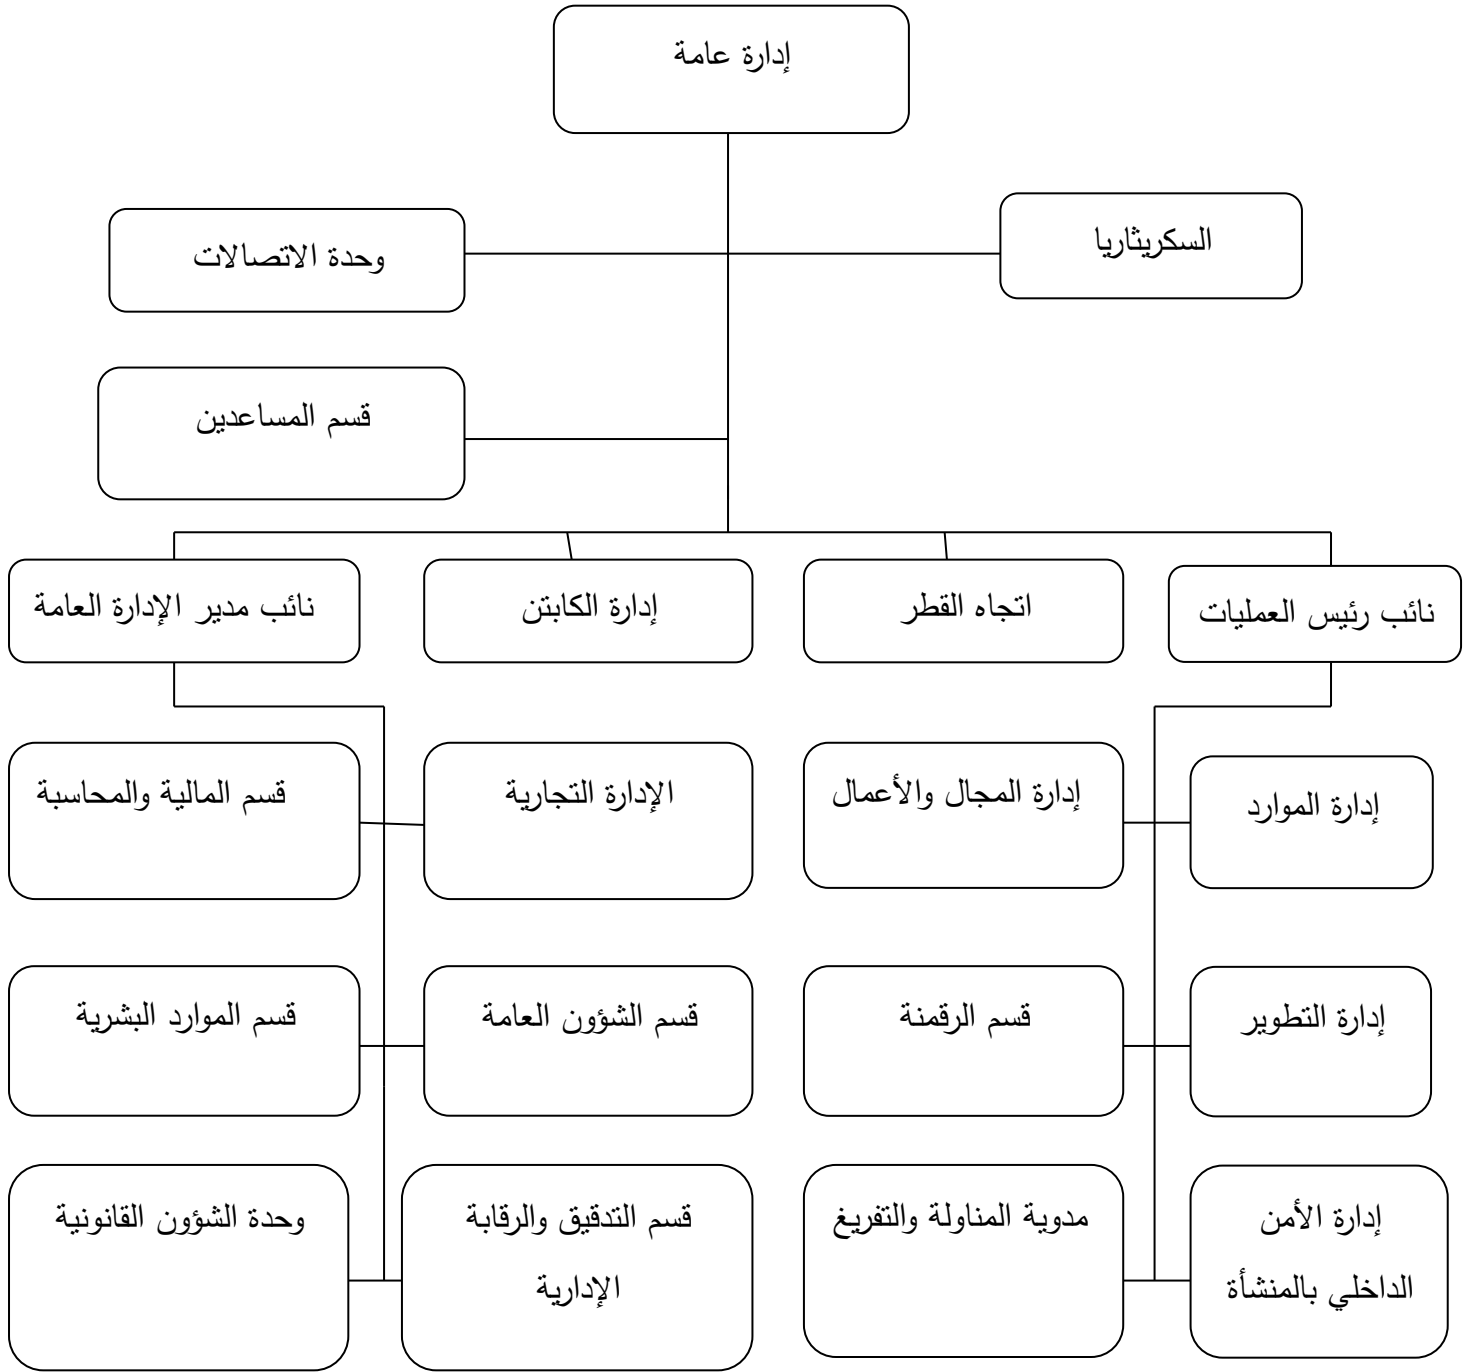 إدارة عامة
السكريثاريا
وحدة الاتصالات
قسم المساعدين
نائب رئيس العمليات
اتجاه القطر
إدارة الكابتن
نائب مدير الإدارة العامة
إدارة الموارد
إدارة المجال والأعمال
الإدارة التجارية
قسم المالية والمحاسبة
إدارة التطوير
قسم الرقمنة
قسم الشؤون العامة
قسم الموارد البشرية
إدارة الأمن
الداخلي بالمنشأة
مدوية المناولة والتفريغ
قسم التدقيق والرقابة
الإدارية
وحدة الشؤون القانونية